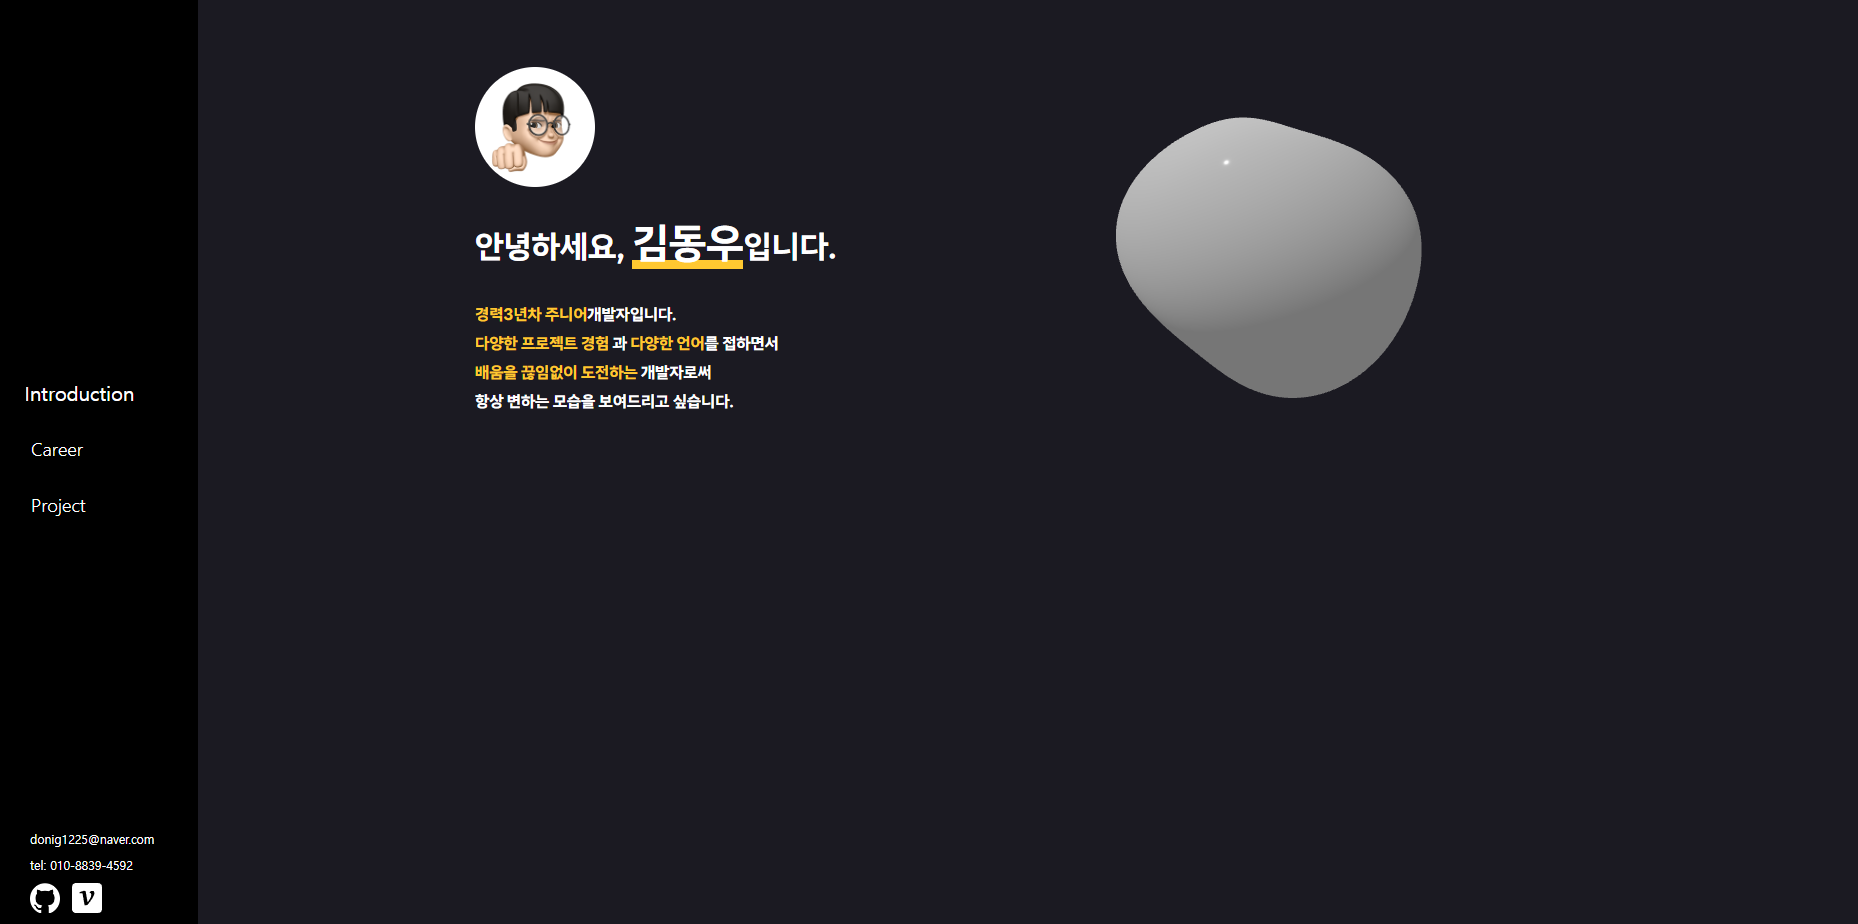 Introduction
Career
Project
donig1225@naver.com
tel: 010-8839-4592
안녕하세요, 김동우입니다.
경력3년차 주니어개발자입니다.
다양한 프로젝트 경험 과 다양한 언어를 접하면서
배움을 끊임없이 도전하는 개발자로써
항상 변하는 모습을 보여드리고 싶습니다.